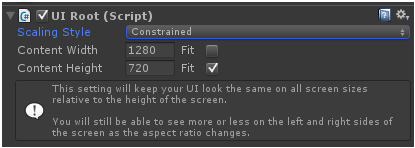 UI Root (Script)
Scaling Style Constrained
Content Width 1280 Fit
Content Height 720 Fit
This setting will keep your UI look the same on all screen sizes
relative to the height of the screen.
You will still be able to see more or less on the left and right sides
of the screen as the aspect ratio changes.